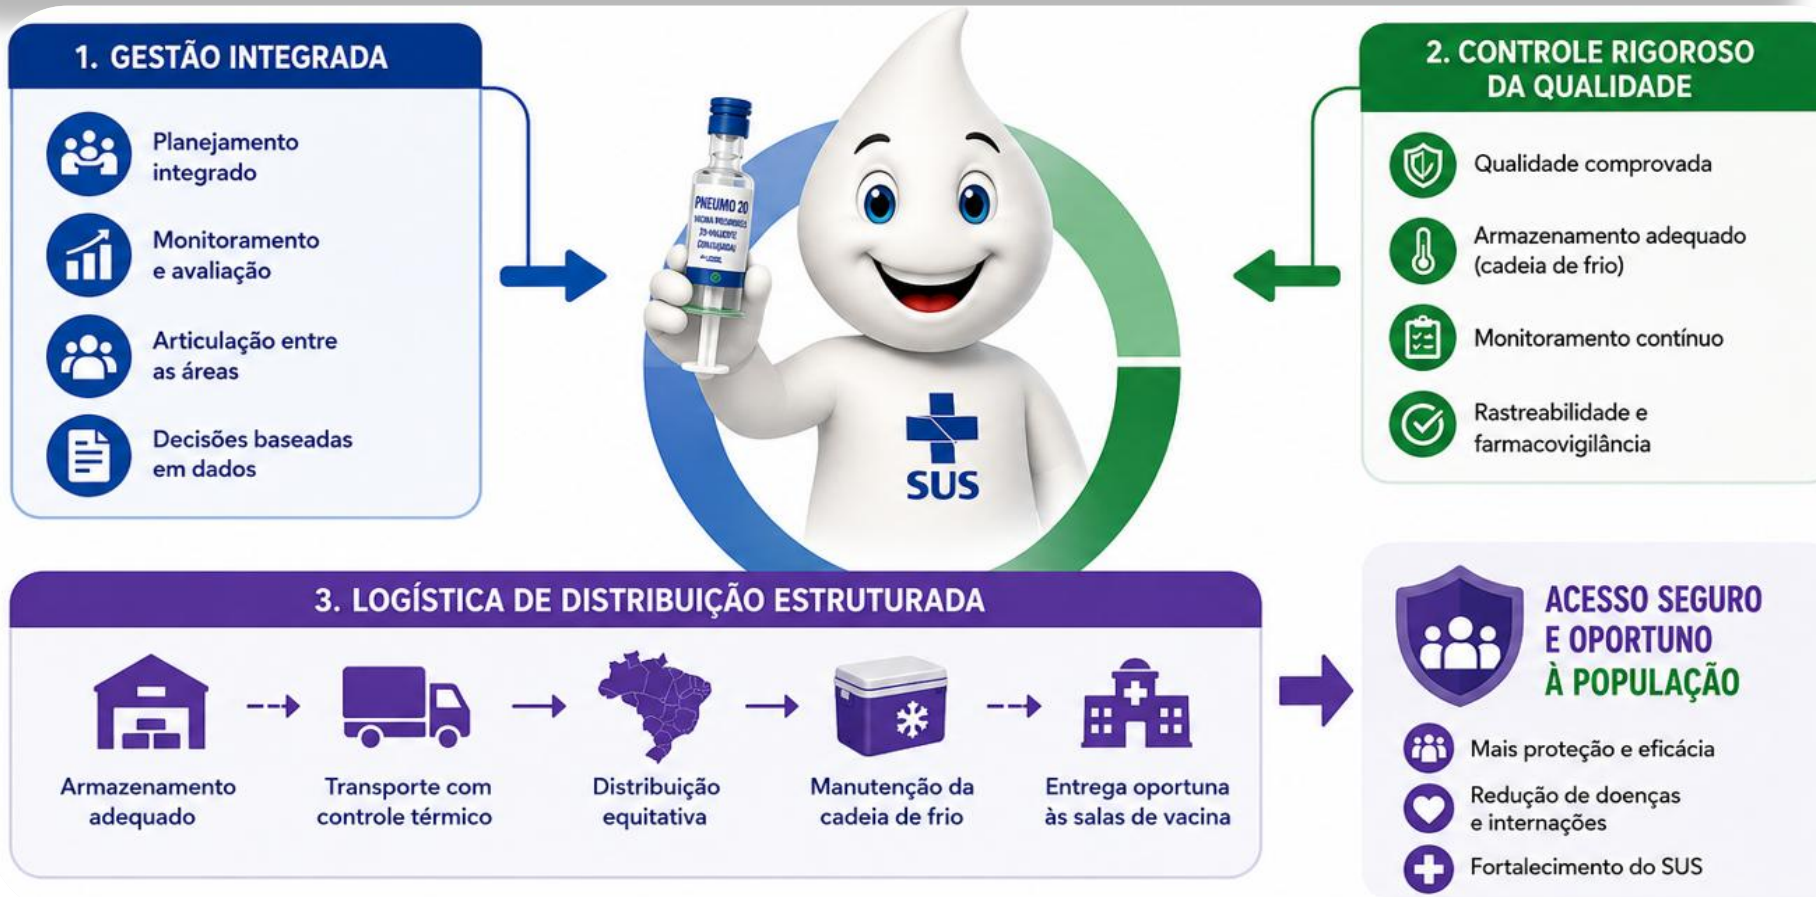 1. GESTÃO INTEGRADA
Planejamento
integrado
Monitoramento
e avaliação
Articulação entre
as áreas
Decisões baseadas
em dados
PNEUMO 20
SUS
2. CONTROLE RIGOROSO
DA QUALIDADE
Qualidade comprovada
Armazenamento adequado
(cadeia de frio)
Monitoramento contínuo
Rastreabilidade e
farmacovigilância
3. LOGÍSTICA DE DISTRIBUIÇÃO ESTRUTURADA
Armazenamento
adequado
Transporte com
controle térmico
Distribuição
equitativa
Manutenção da
cadeia de frio
Entrega oportuna
às salas de vacina
ACESSO SEGURO
E OPORTUNO
À POPULAÇÃO
Mais proteção e eficácia
Redução de doenças
e internações
Fortalecimento do SUS